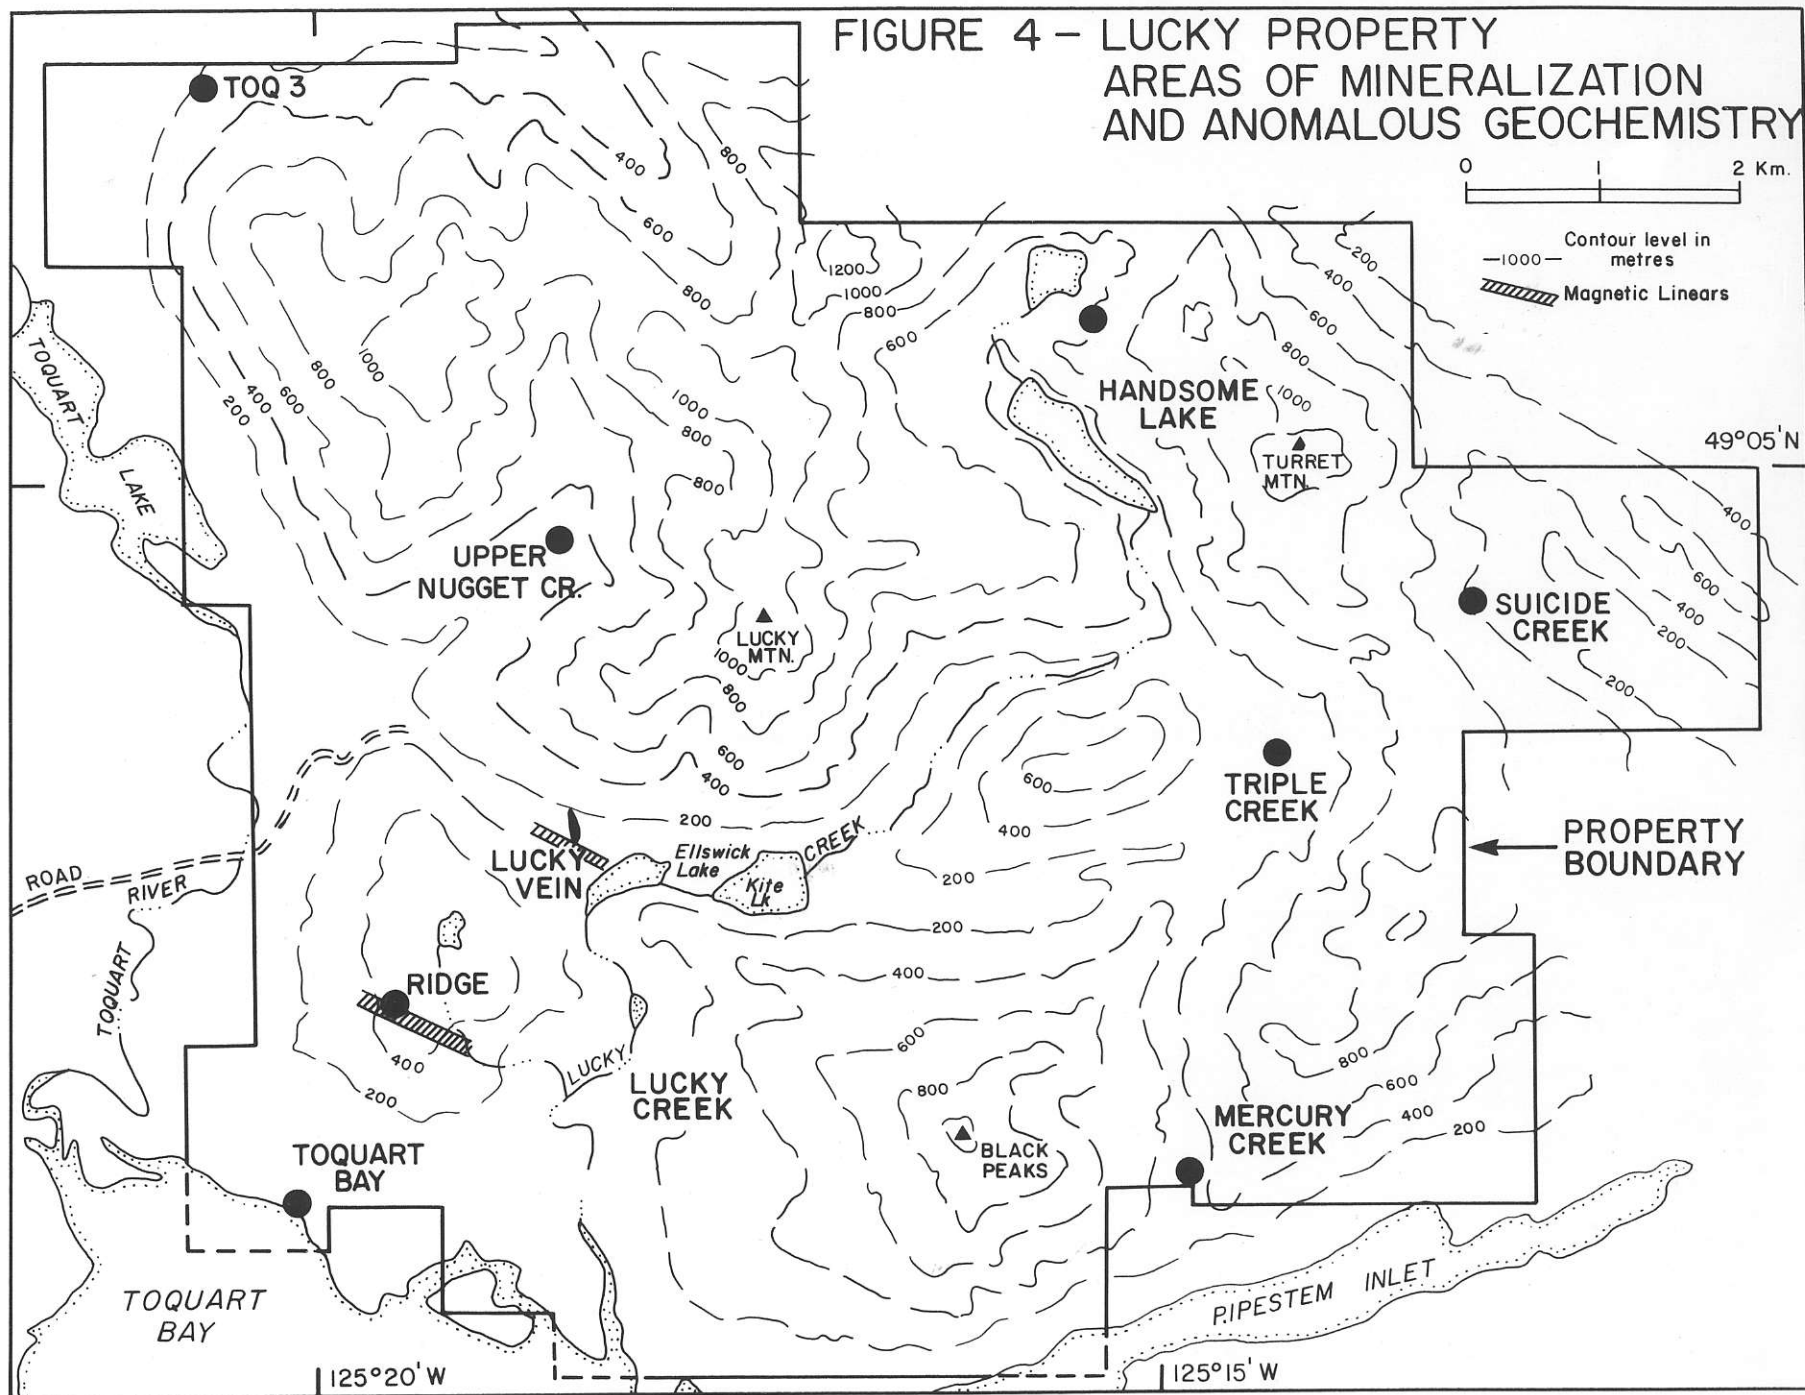 FIGURE 4 - LUCKY PROPERTY
AREAS OF MINERALIZATION
AND ANOMALOUS GEOCHEMISTRY
0 1 2 Km.
Contour level in
metres
—1000—
Magnetic Linears
TOQ 3
400
800
600
800
1200
1000
800
600
200
400
600
800
1000
TOQUART
LAKE
1000
800
600
400
200
1000
800
800
HANDSOME
LAKE
TURRET
MTN.
49°05'N
400
UPPER
NUGGET CR.
LUCKY
MTN.
1000
800
600
400
200
SUICIDE
CREEK
600
400
200
200
600
400
200
TRIPLE
CREEK
PROPERTY
BOUNDARY
LUCKY
VEIN
Ellswick
Lake
Kite
Lk
CREEK
ROAD
RIVER
TOQUART
200
400
600
800
RIDGE
400
200
LUCKY
LUCKY
CREEK
BLACK
PEAKS
MERCURY
CREEK
800
600
400
200
TOQUART
BAY
TOQUART
BAY
PIPESTEM INLET
125°20'W
125°15'W